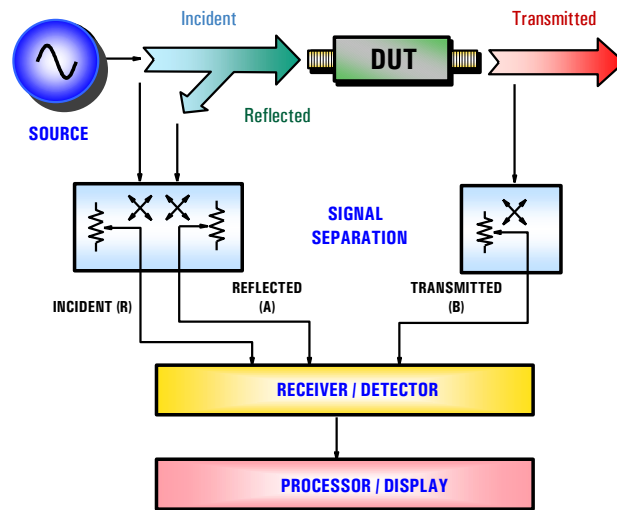 Incident
Transmitted
DUT
Reflected
SOURCE
SIGNAL
SEPARATION
INCIDENT (R)
REFLECTED
(A)
TRANSMITTED
(B)
RECEIVER / DETECTOR
PROCESSOR / DISPLAY